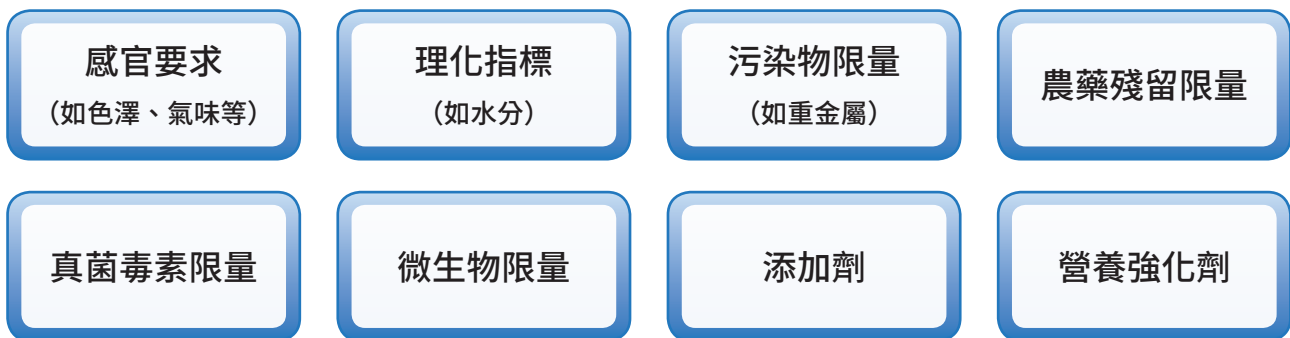 感官要求
（如色澤、氣味等）
理化指標
（如水分）
污染物限量
（如重金屬）
農藥殘留限量
真菌毒素限量
微生物限量
添加劑
營養強化劑